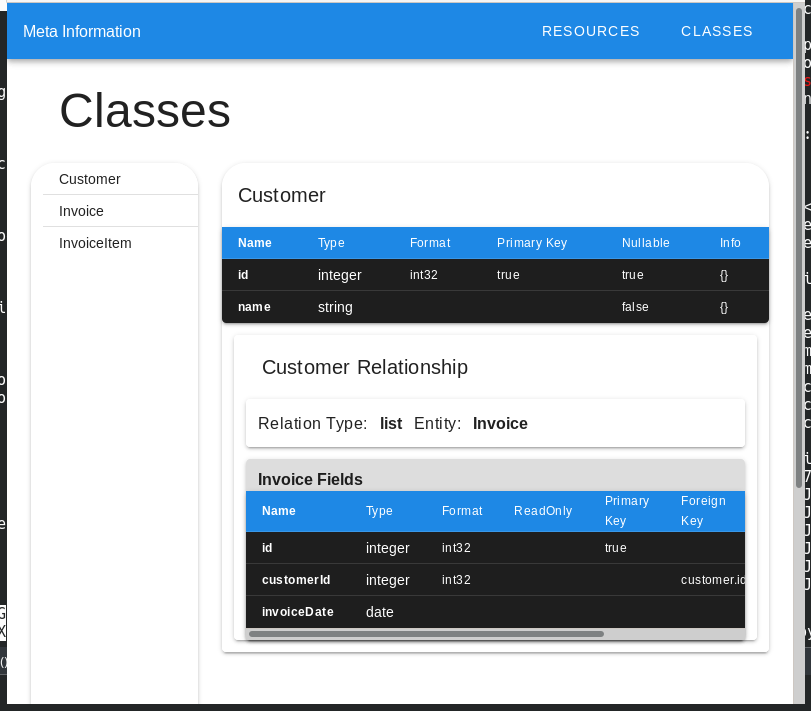 Meta Information RESOURCES CLASSES
Classes
Customer
Invoice
InvoiceItem
Customer
Name Type Format Primary Key Nullable Info
id integer int32 true true {}
name string false {}
Customer Relationship
Relation Type: list Entity: Invoice
Invoice Fields
Name Type Format ReadOnly Primary Key Foreign Key
id integer int32 true
customerId integer int32 customer.id
invoiceDate date